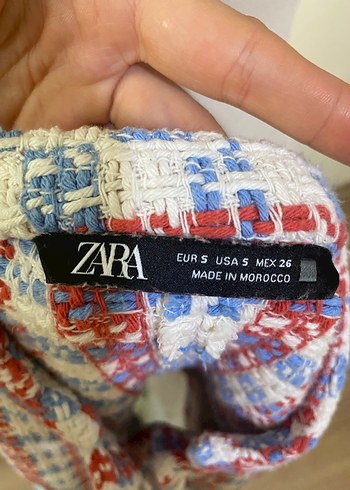 ZARA
EUR S USA S MEX 26
MADE IN MOROCCO